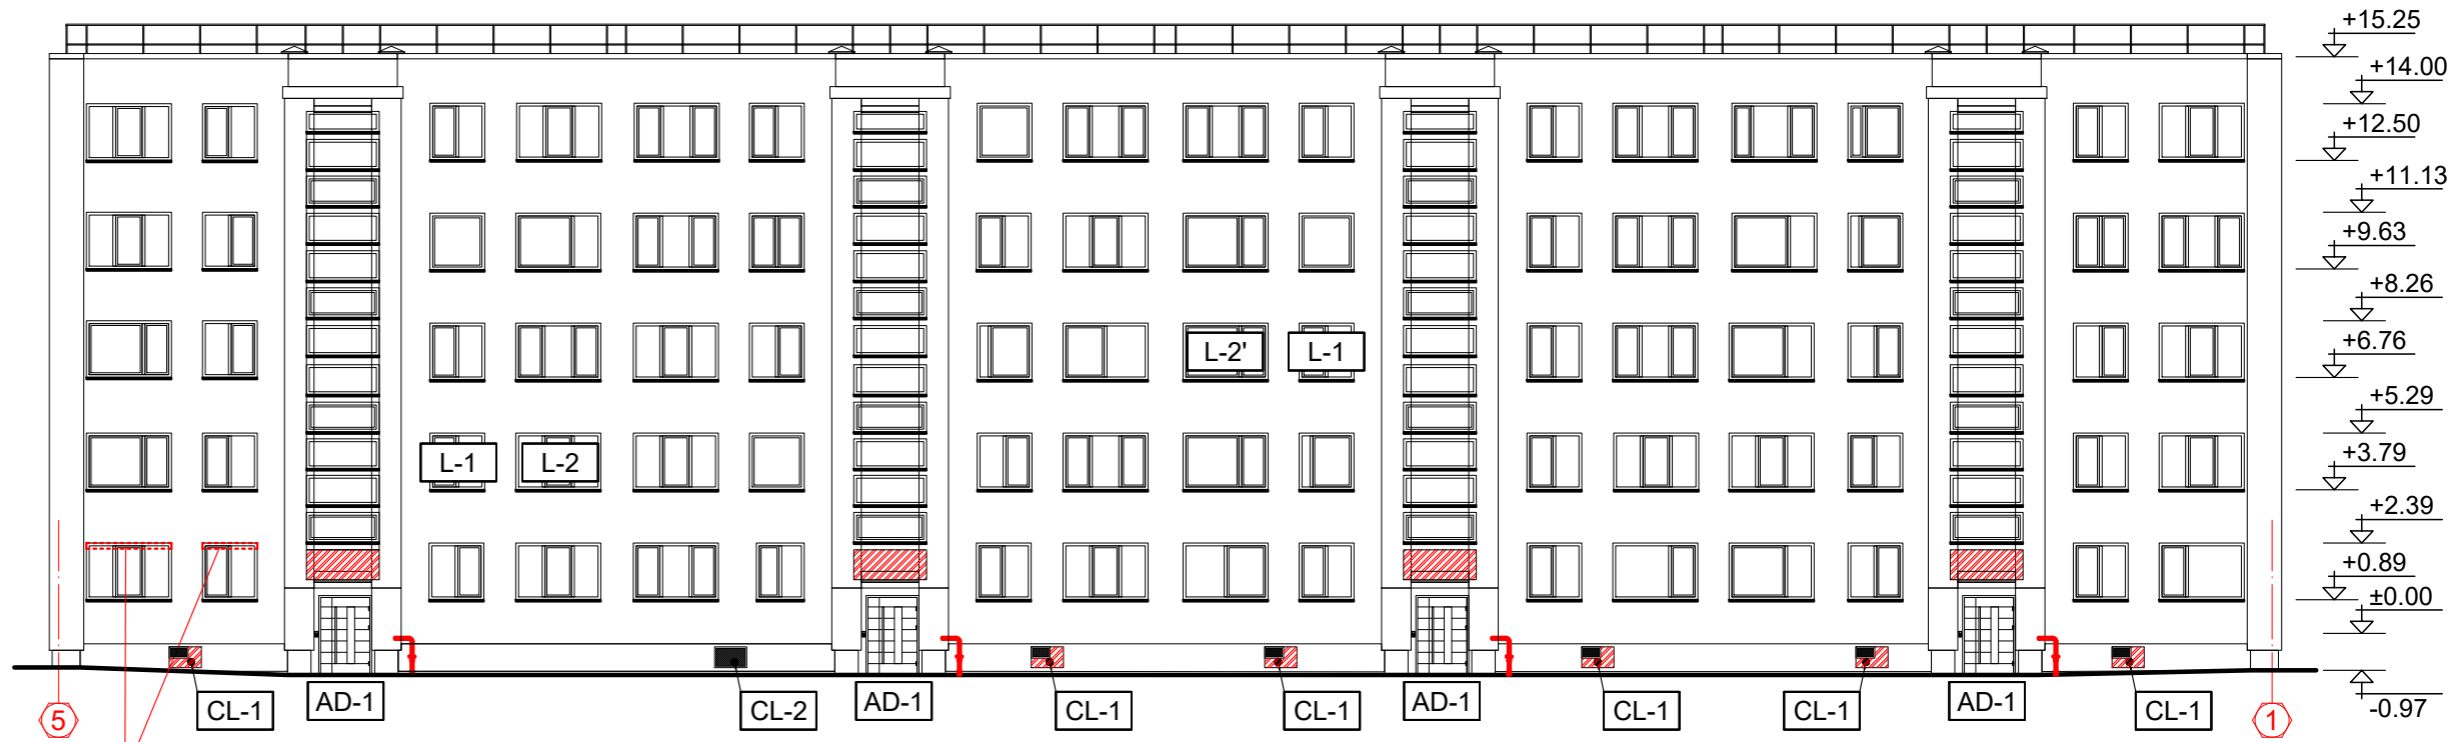 +15.25
+14.00
+12.50
+11.13
+9.63
+8.26
L-2'
L-1
+6.76
+5.29
L-1
L-2
+3.79
+2.39
+0.89
±0.00
5
CL-1
AD-1
CL-2
AD-1
CL-1
CL-1
AD-1
CL-1
CL-1
AD-1
CL-1
1
-0.97